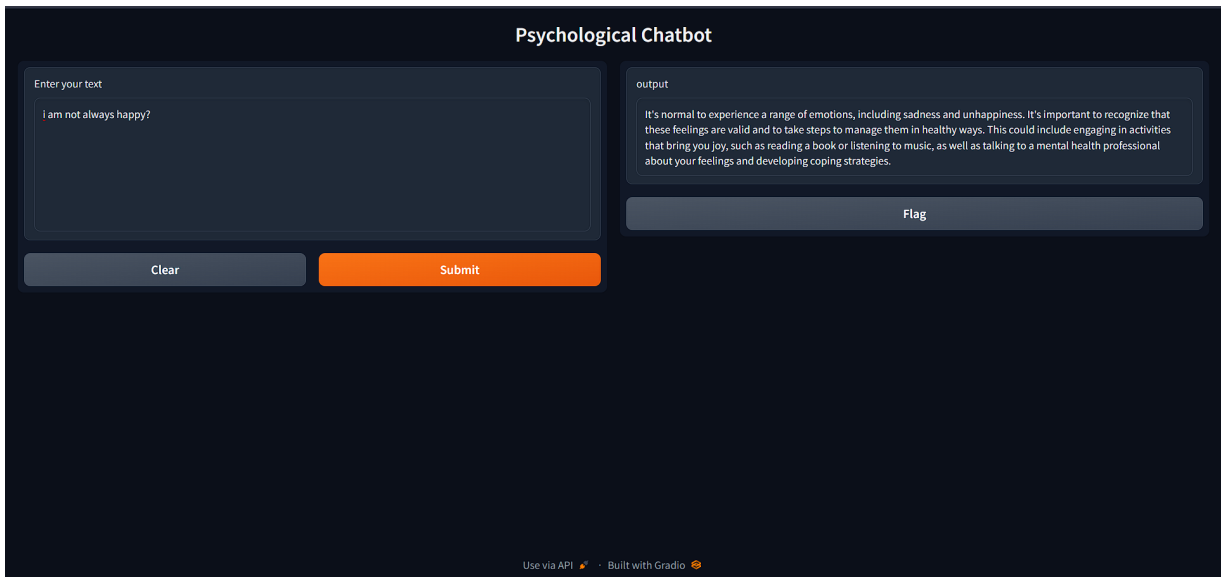 Psychological Chatbot
Enter your text
i am not always happy?
Clear
Submit
output
It's normal to experience a range of emotions, including sadness and unhappiness. It's important to recognize that
these feelings are valid and to take steps to manage them in healthy ways. This could include engaging in activities
that bring you joy, such as reading a book or listening to music, as well as talking to a mental health professional
about your feelings and developing coping strategies.
Flag
Use via API · Built with Gradio